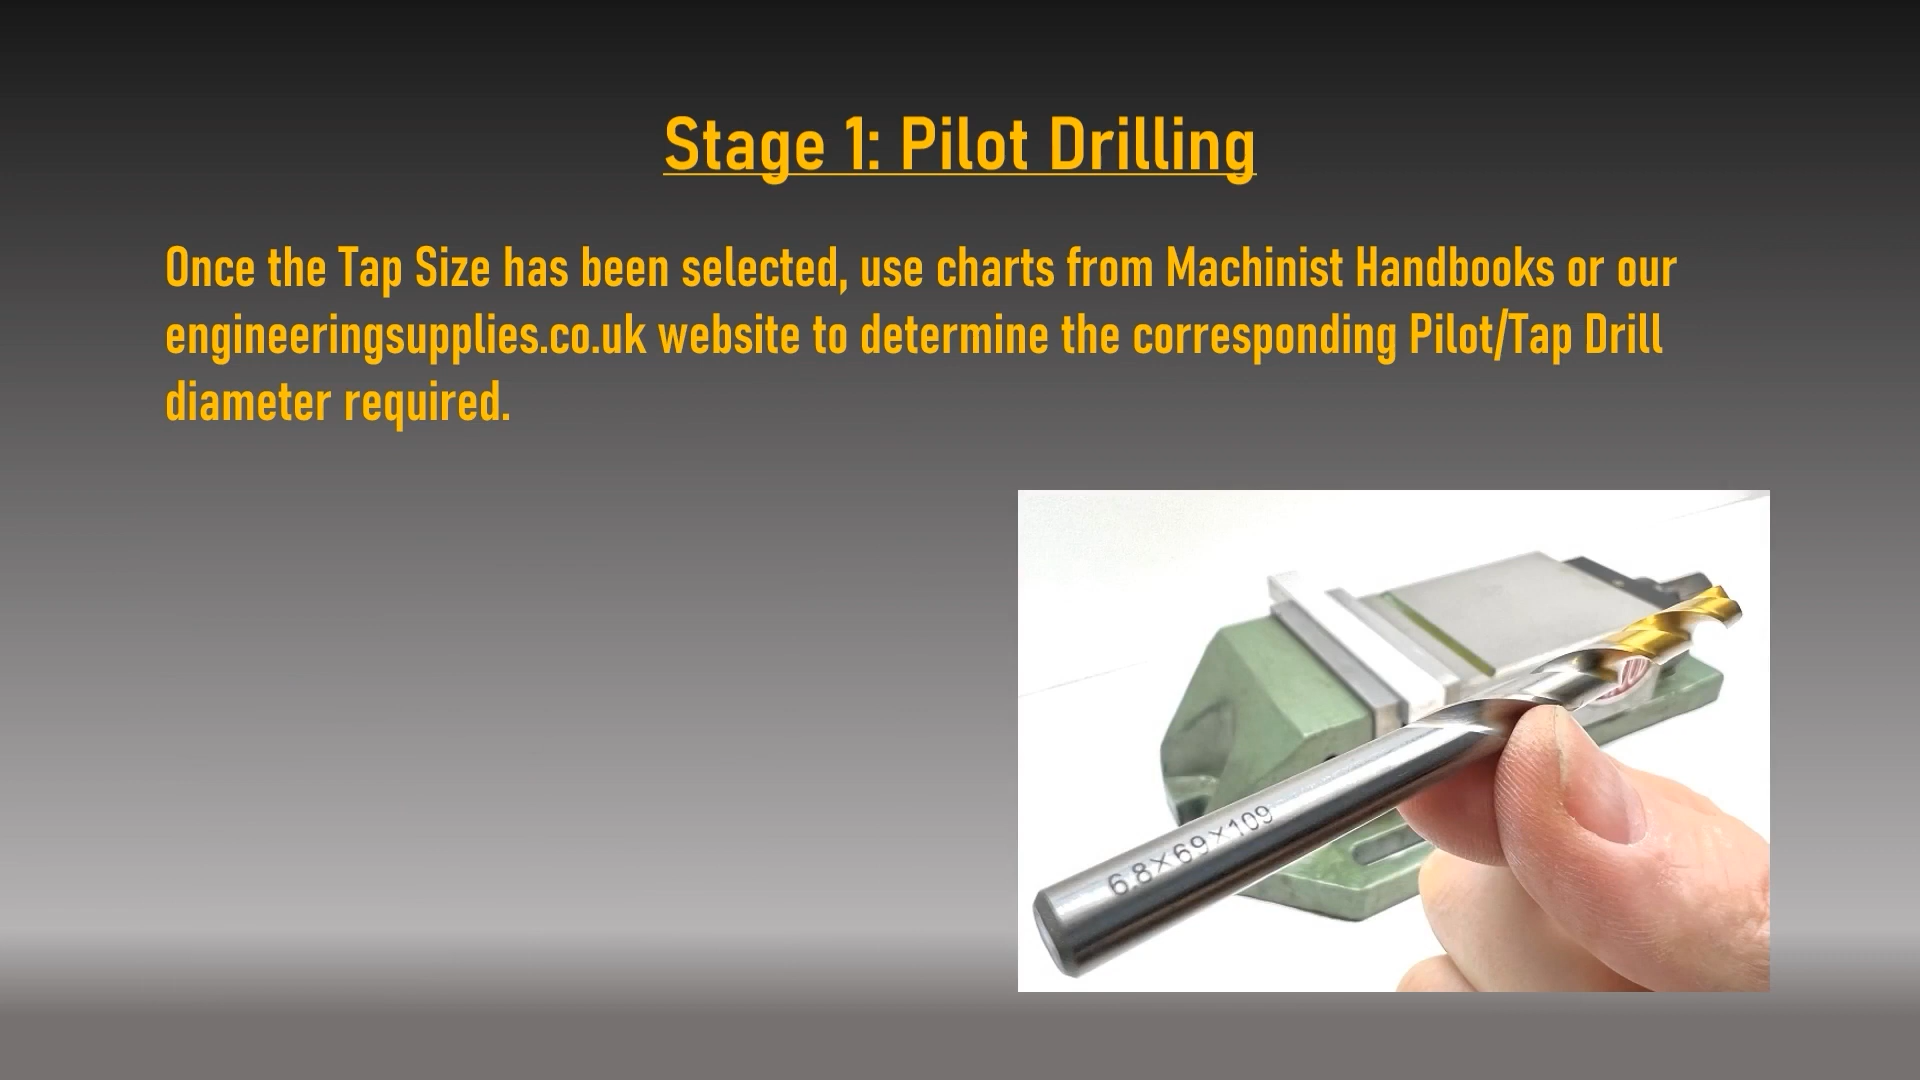 Stage 1: Pilot Drilling
Once the Tap Size has been selected, use charts from Machinist Handbooks or our
engineeringsupplies.co.uk website to determine the corresponding Pilot/Tap Drill
diameter required.
6.8×69×109